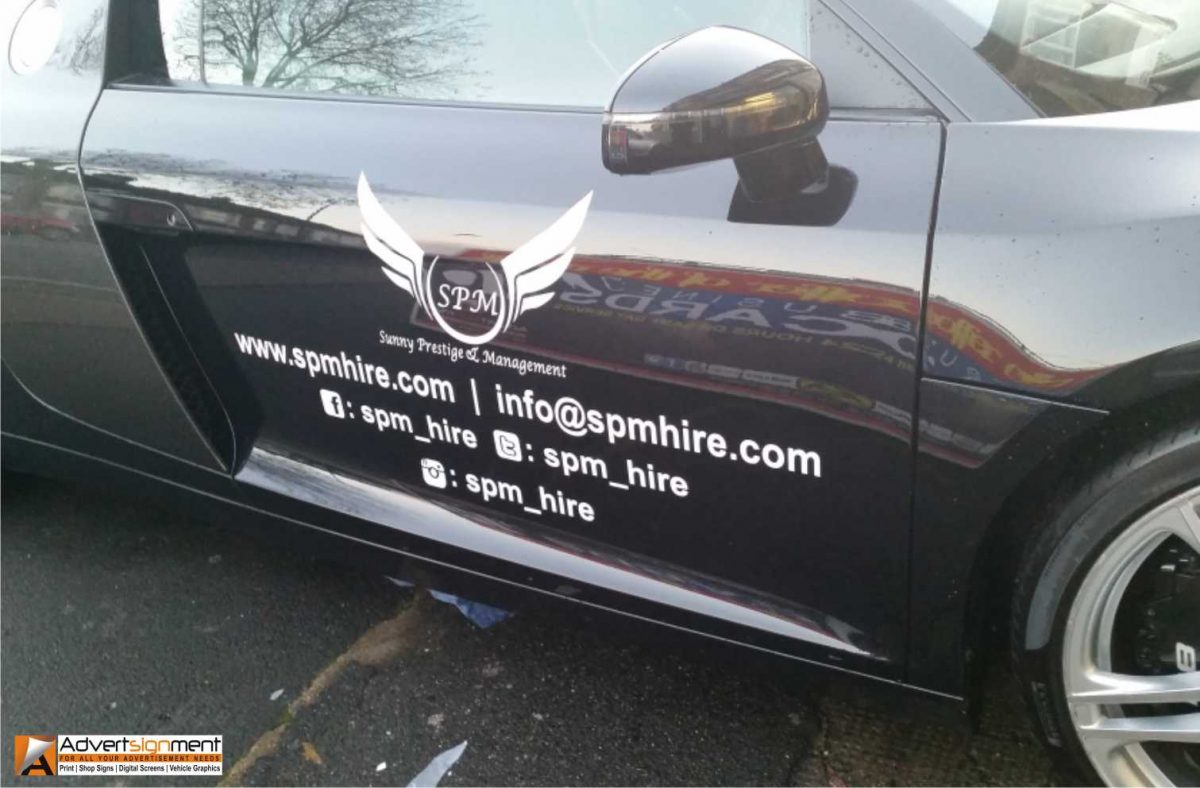 SPM
Sunny Prestige & Management
www.spmhire.com | info@spmhire.com
: spm_hire : spm_hire
: spm_hire
Advertsignment
FOR ALL YOUR ADVERTISEMENT NEEDS
Print | Shop Signs | Digital Screens | Vehicle Graphics